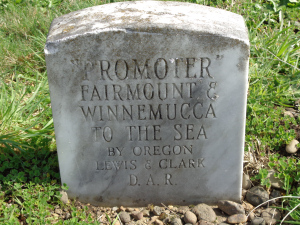 "PROMOTER"
FAIRMOUNT &
WINNEMUCCA
TO THE SEA
BY OREGON
LEWIS & CLARK
D.A.R.